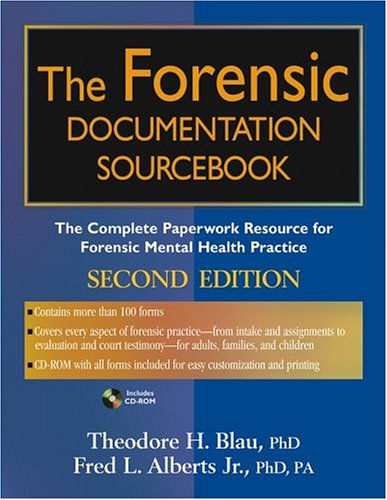 The Forensic
DOCUMENTATION
SOURCEBOOK
The Complete Paperwork Resource for
Forensic Mental Health Practice
SECOND EDITION
▪Contains more than 100 forms
▪Covers every aspect of forensic practice—from intake and assignments to
evaluation and court testimony—for adults, families, and children
▪CD-ROM with all forms included for easy customization and printing
Includes
CD-ROM
Theodore H. Blau, PhD
Fred L. Alberts Jr., PhD, PA